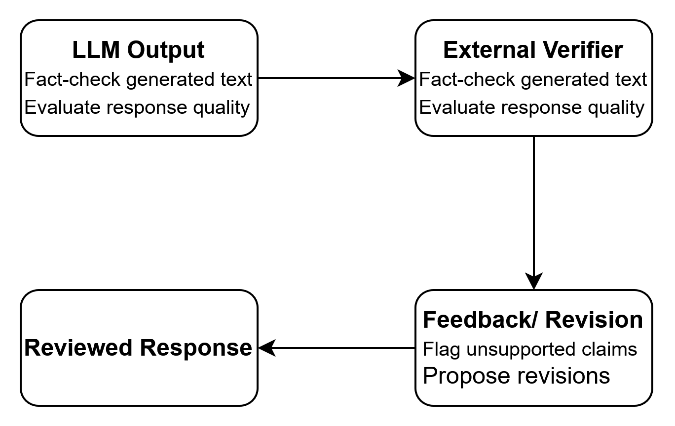 LLM Output
Fact-check generated text
Evaluate response quality
External Verifier
Fact-check generated text
Evaluate response quality
Feedback/ Revision
Flag unsupported claims
Propose revisions
Reviewed Response